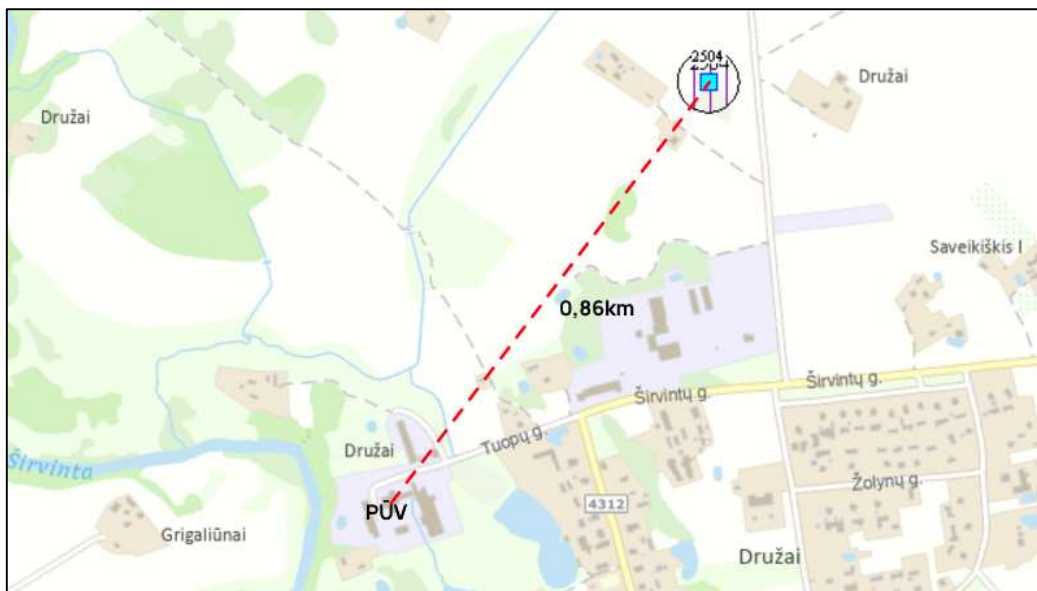 2504
Družai
Družai
Saveikiškis I
0,86km
Širvintų g.
Širvintų g.
Tuopų g.
Družai
Širvinta
Žolynų g.
4312
PŪV
Grigaliūnai
Družai